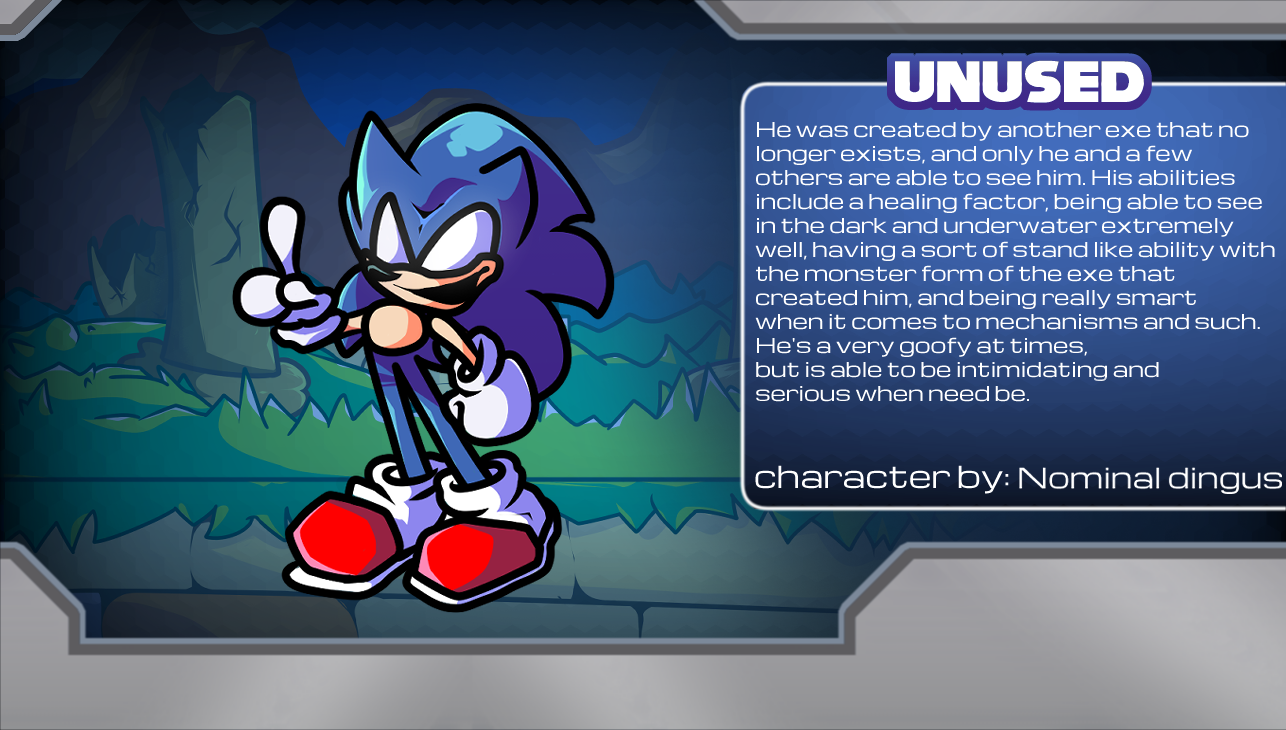 UNUSED
He was created by another exe that no
longer exists, and only he and a few
others are able to see him. His abilities
include a healing factor, being able to see
in the dark and underwater extremely
well, having a sort of stand like ability with
the monster form of the exe that
created him, and being really smart
when it comes to mechanisms and such.
He's a very goofy at times,
but is able to be intimidating and
serious when need be.
character by: Nominal dingus